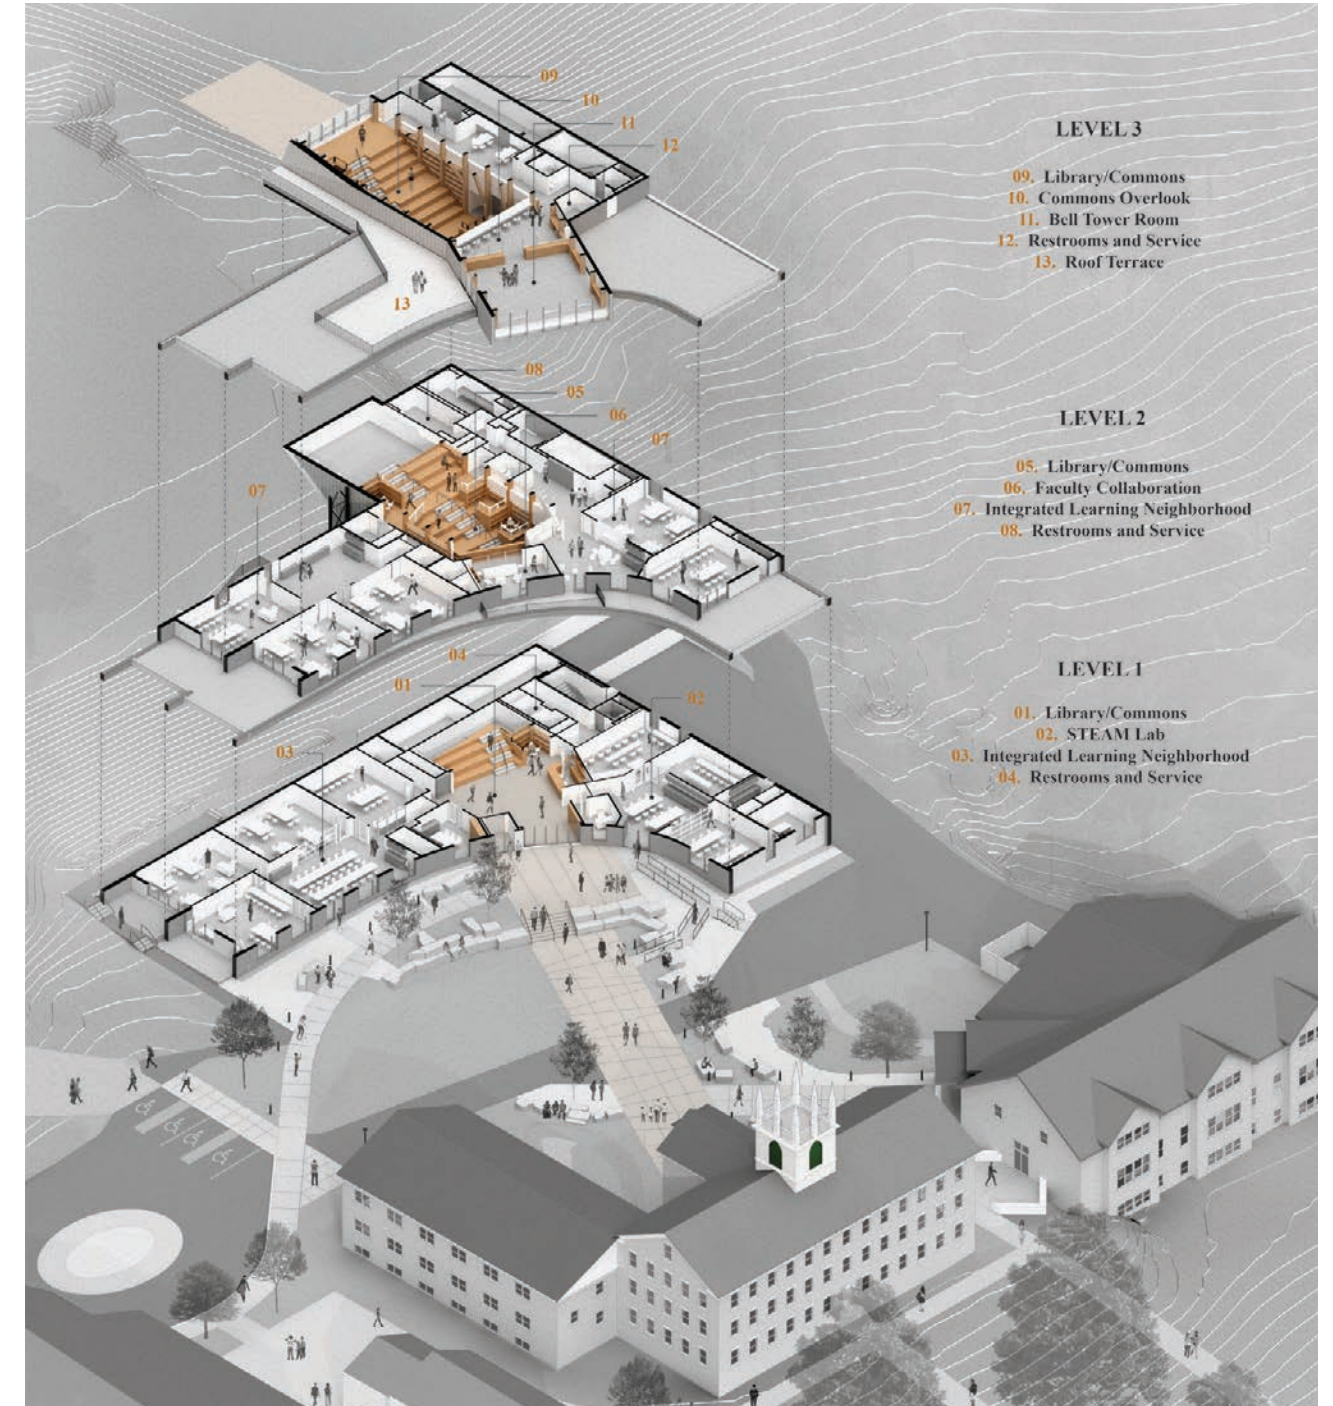 09
10
11
12
LEVEL 3
09. Library/Commons
10. Commons Overlook
11. Bell Tower Room
12. Restrooms and Service
13. Roof Terrace
13
08
05
06
07
07
LEVEL 2
05. Library/Commons
06. Faculty Collaboration
07. Integrated Learning Neighborhood
08. Restrooms and Service
04
01
02
03
LEVEL 1
01. Library/Commons
02. STEAM Lab
03. Integrated Learning Neighborhood
04. Restrooms and Service